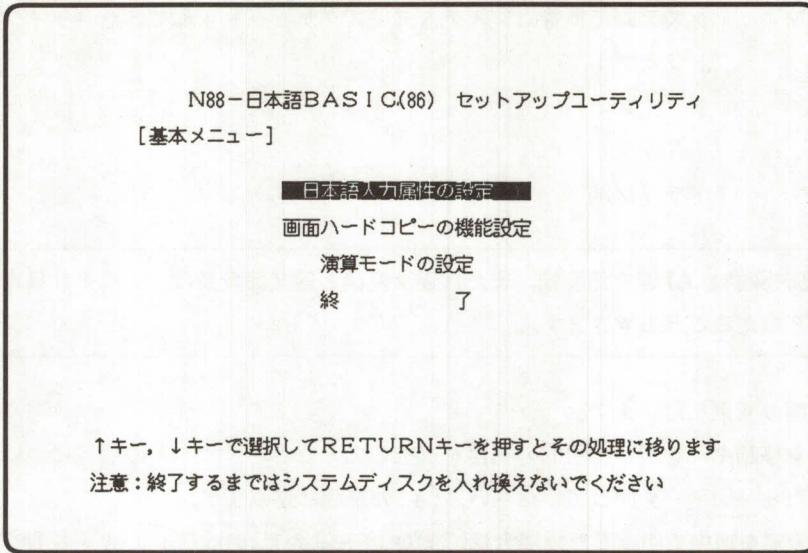 N88－日本語BASIC(86) セットアップユーティリティ
[基本メニュー]
日本語入力属性の設定
画面ハードコピーの機能設定
演算モードの設定
終 了
↑キー，↓キーで選択してRETURNキーを押すとその処理に移ります
注意：終了するまではシステムディスクを入れ換えないでください